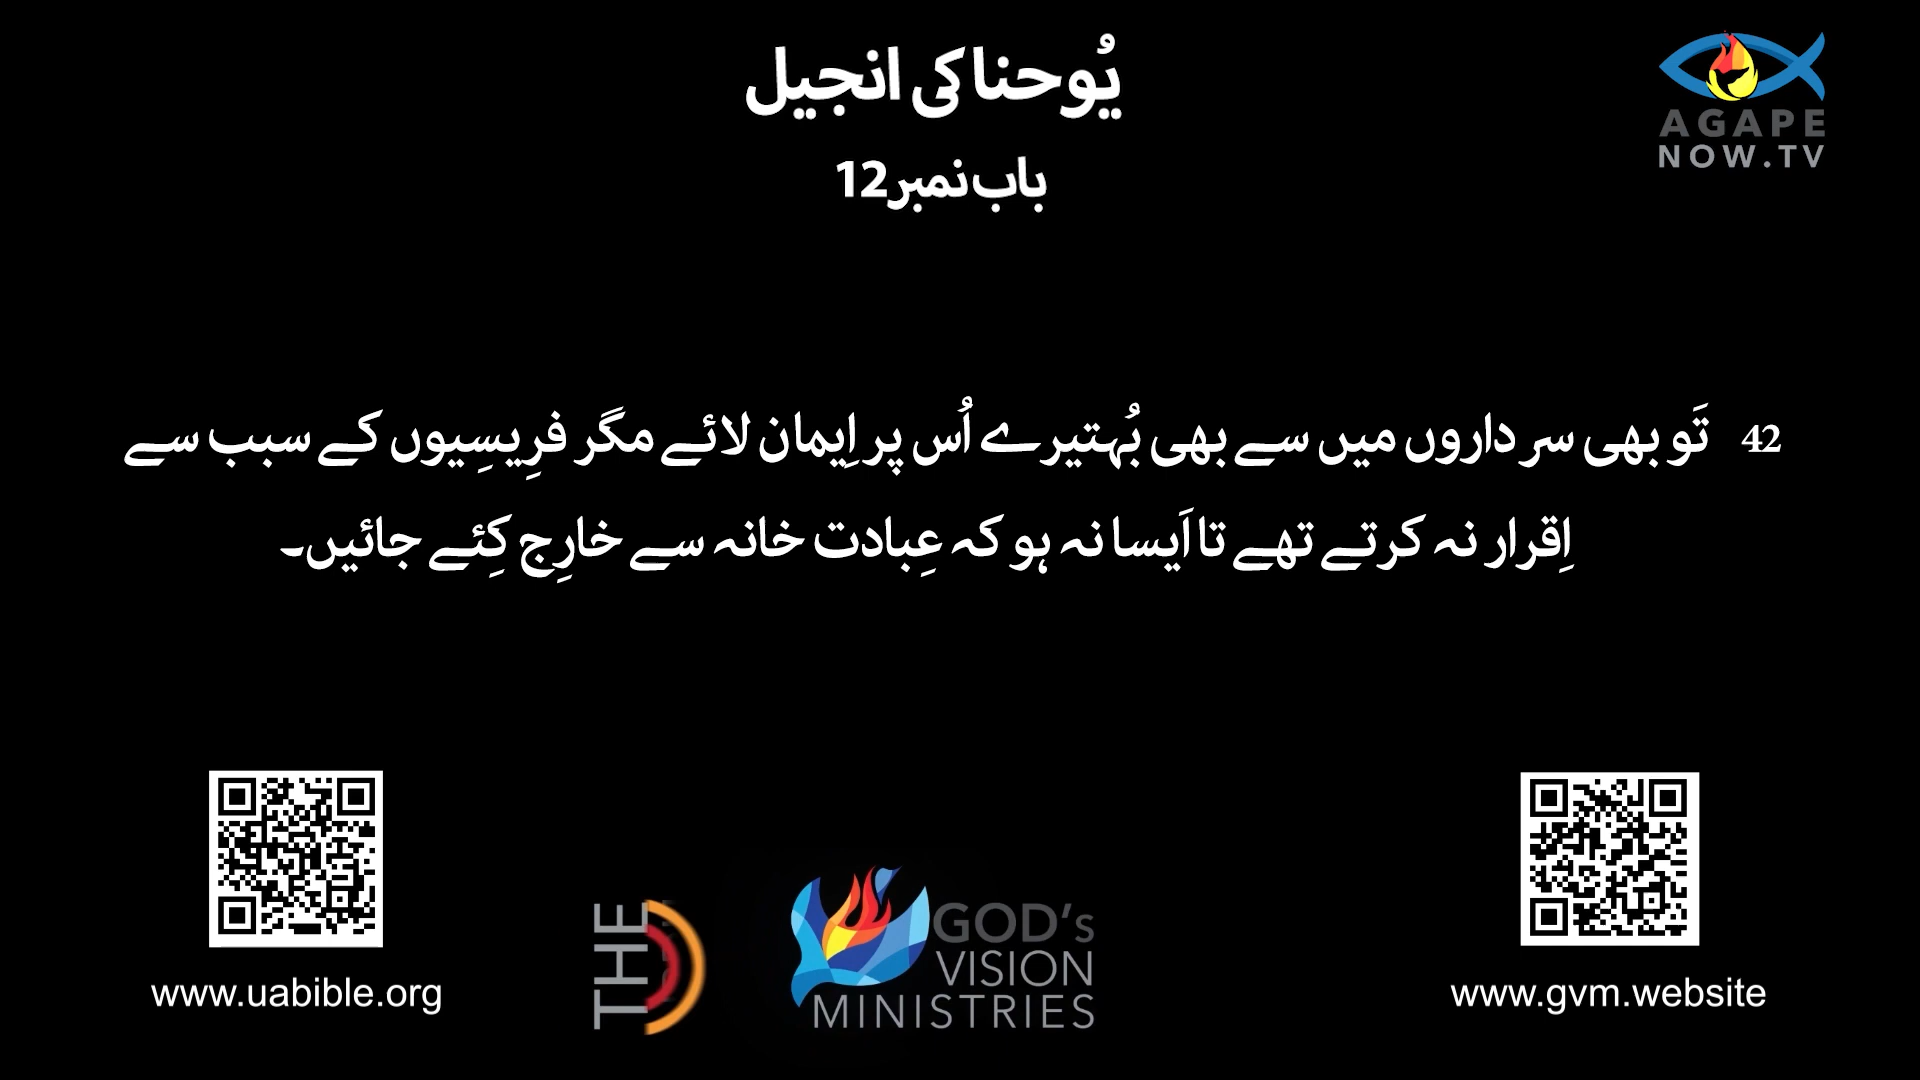 یُوحنا کی انجیل
باب نمبر12
AGAPE
NOW.TV
42 تَو بھی سرداروں میں سے بھی بُہتیرے اُس پر اِیمان لائے مگر فرِیسِیوں کے سبب سے
اِقرار نہ کرتے تھے تا اَیسا نہ ہو کہ عِبادت خانہ سے خارِج کِئے جائیں۔
THE
GOD's
VISION
MINISTRIES
www.uabible.org
www.gvm.website